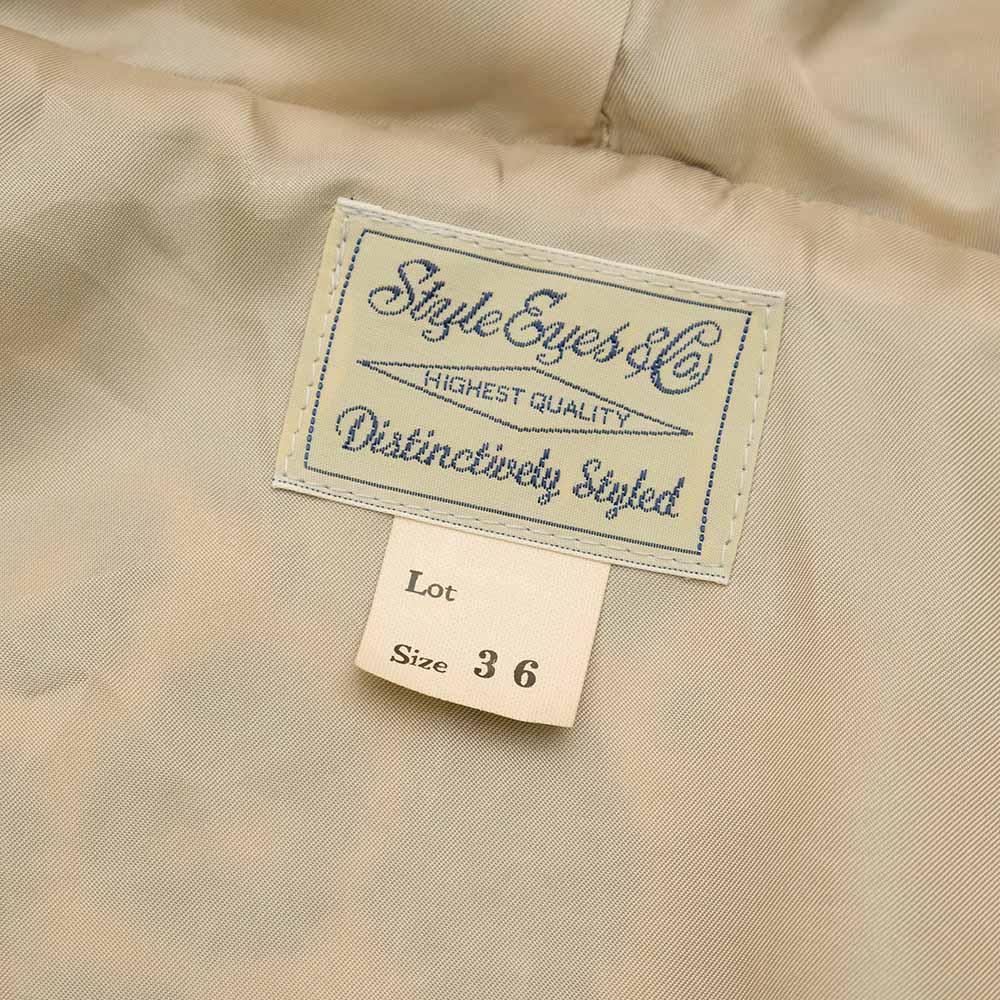 Style Eyes & Co.
HIGHEST QUALITY
Distinctively Styled
Lot
Size 36